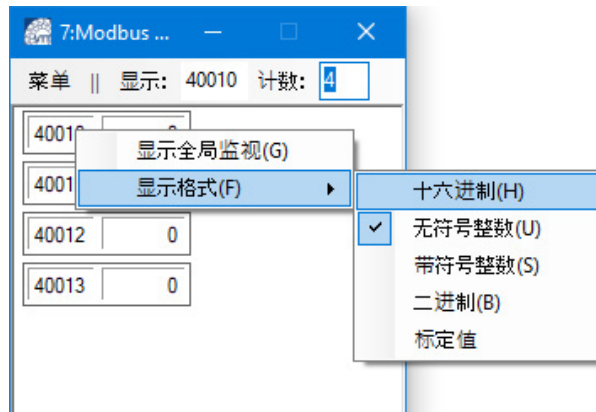 7:Modbus ...
菜单 || 显示: 40010 计数: 4
显示全局监视(G)
4001
显示格式(F)
十六进制(H)
无符号整数(U)
40012 0
带符号整数(S)
40013 0
二进制(B)
标定值